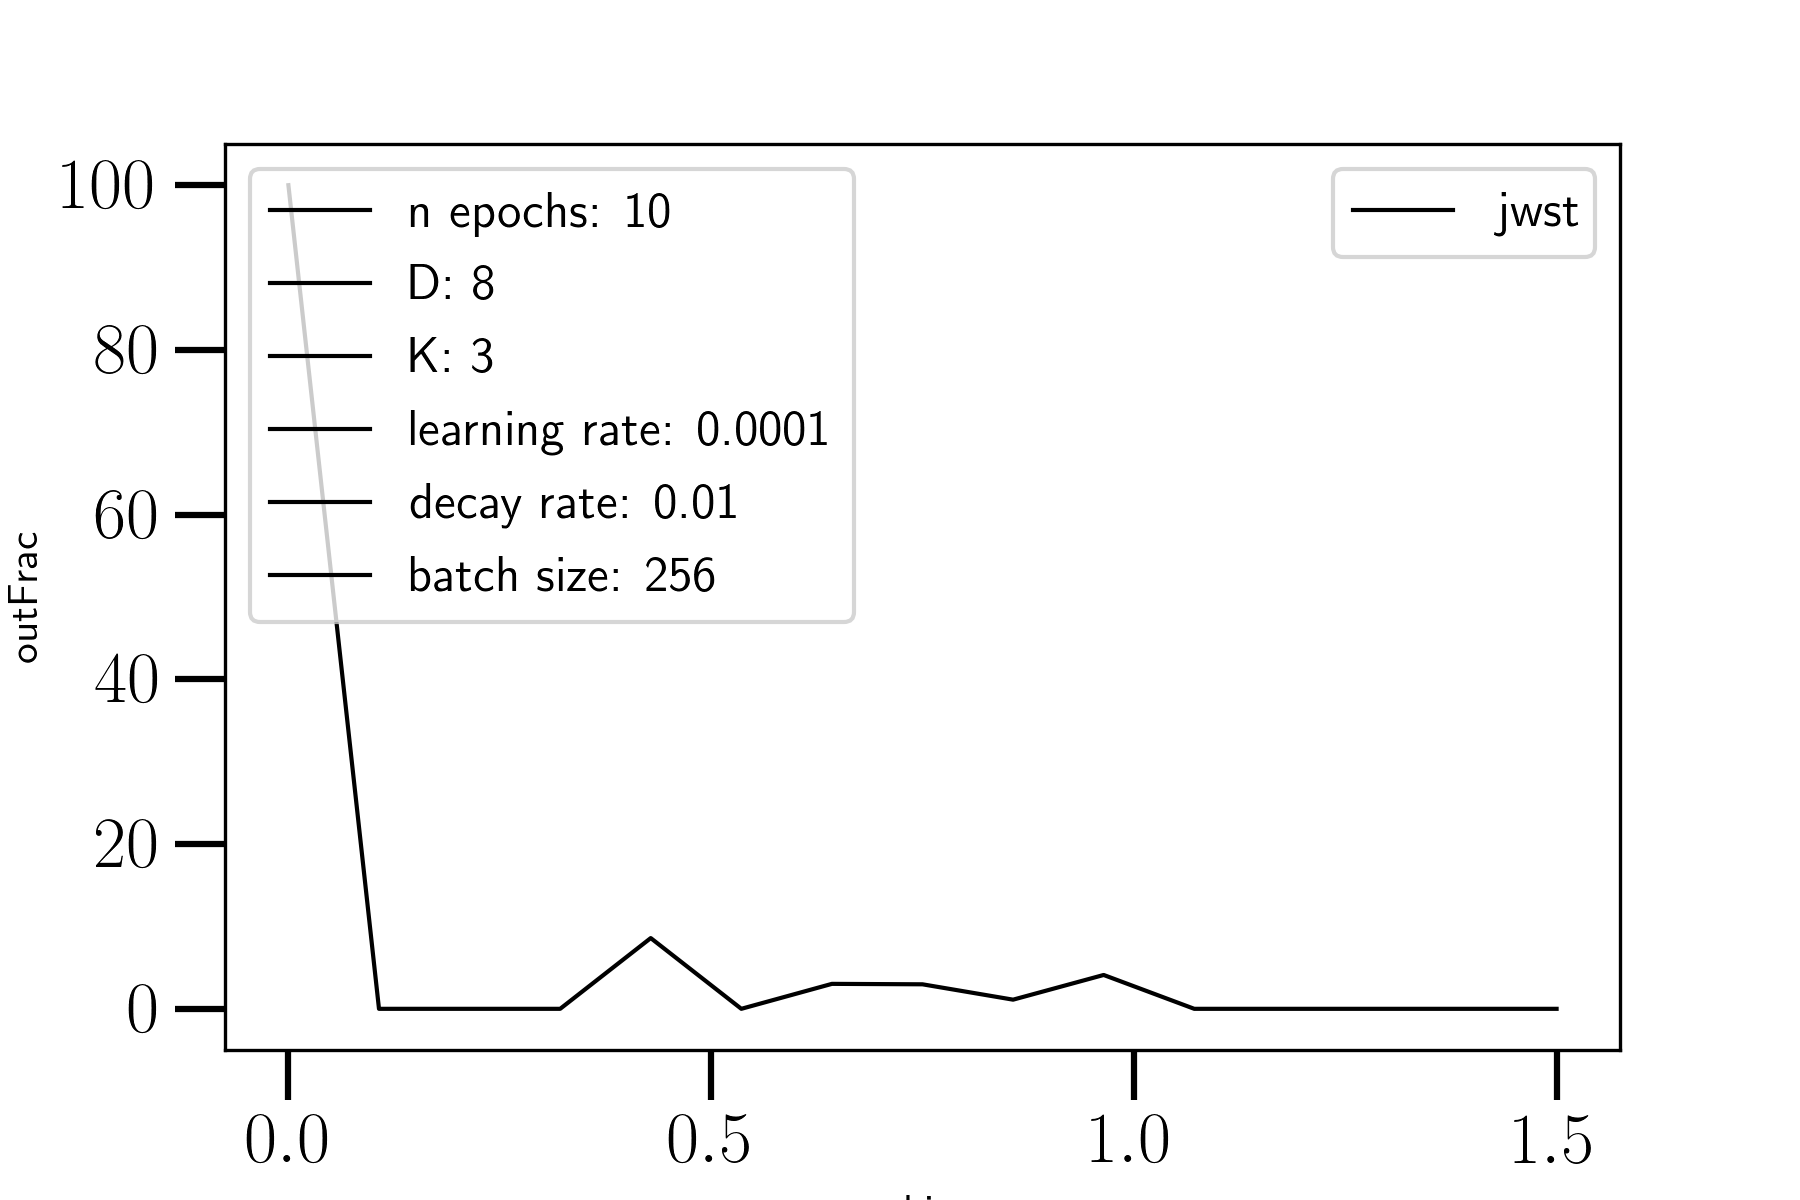 100
80
60
40
20
0
outFrac
n epochs: 10
D: 8
K: 3
learning rate: 0.0001
decay rate: 0.01
batch size: 256
jwst
0.0
0.5
1.0
1.5